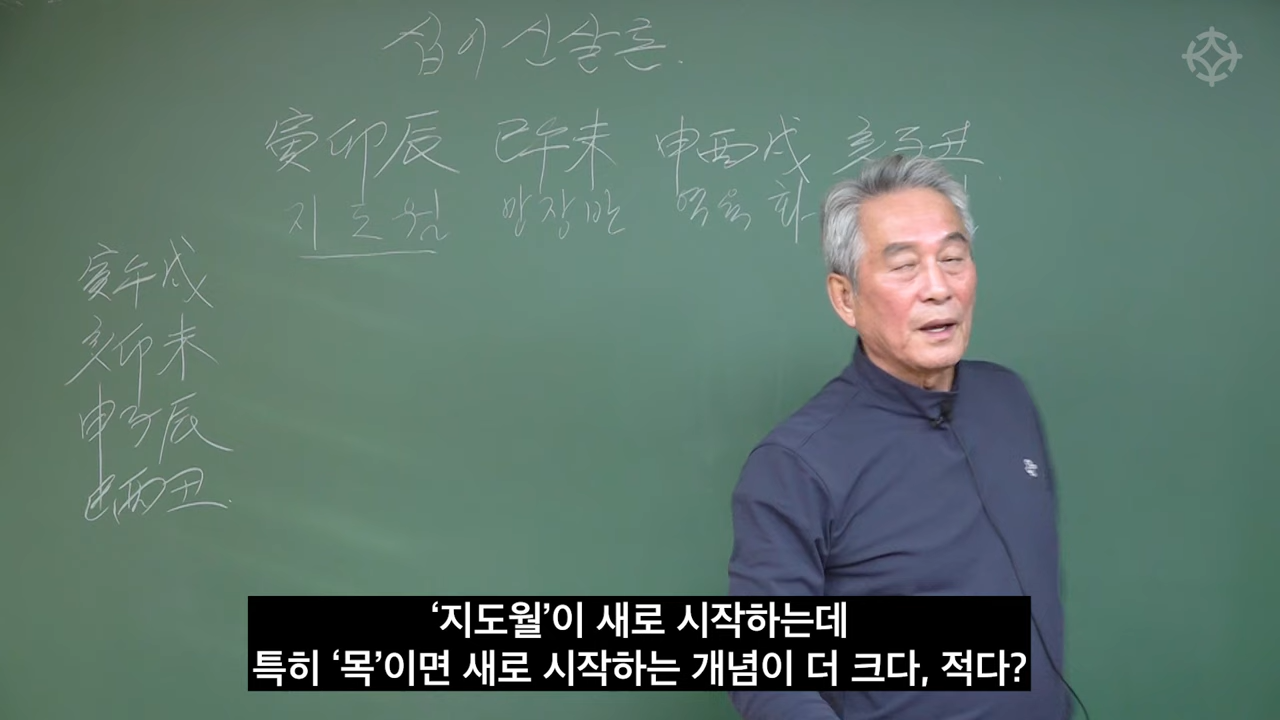 십이신살론.
寅卯辰 巳午未 申酉戌 亥子丑.
지도월 망장반 역육화
寅午戌
亥卯未
申子辰
巳酉丑.
‘지도월’이 새로 시작하는데
특히 ‘목’이면 새로 시작하는 개념이 더 크다, 적다?